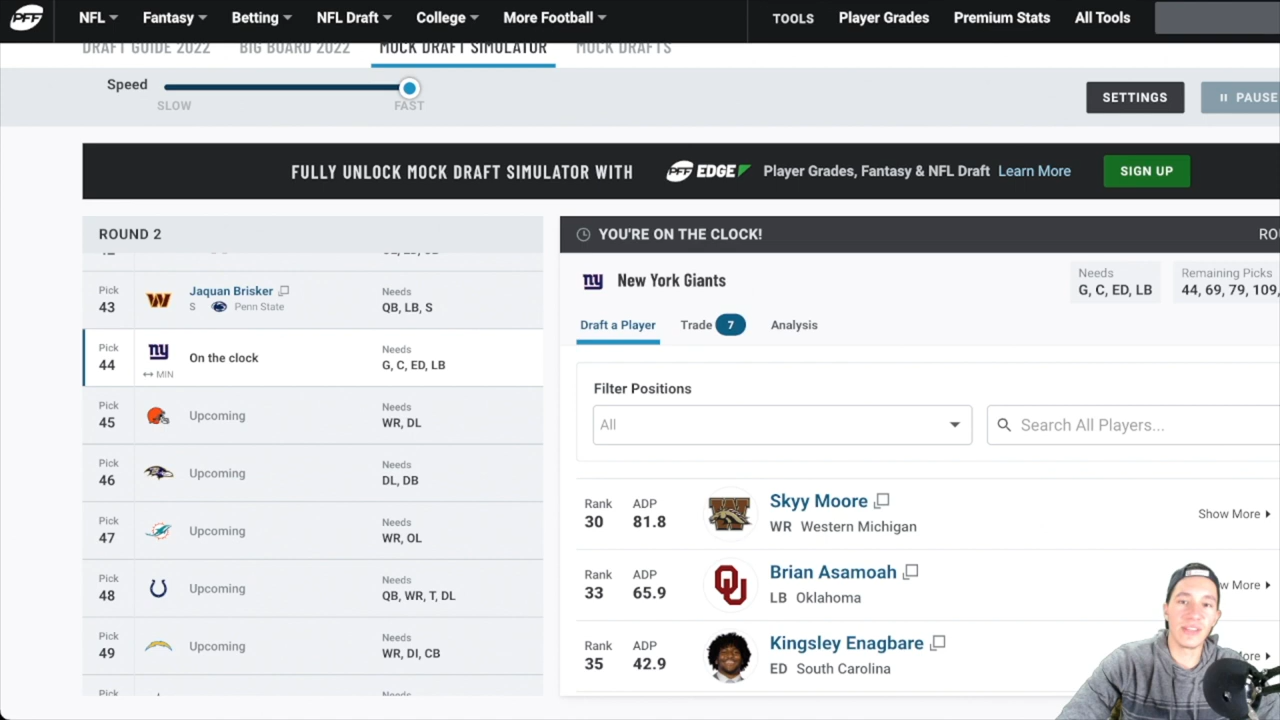 PFF NFL Fantasy Betting NFL Draft College More Football TOOLS Player Grades Premium Stats All Tools
DRAFT GUIDE 2022 BIG BOARD 2022 MOCK DRAFT SIMULATOR MOCK DRAFTS
Speed
SLOW FAST
SETTINGS
PAUSE
FULLY UNLOCK MOCK DRAFT SIMULATOR WITH PFF EDGE Player Grades, Fantasy & NFL Draft Learn More SIGN UP
ROUND 2
Pick
43
W
Jaquan Brisker
S Penn State
Needs
QB, LB, S
Pick
44
ny
↔ MIN
On the clock
Needs
G, C, ED, LB
Pick
45
Upcoming
Needs
WR, DL
Pick
46
Upcoming
Needs
DL, DB
Pick
47
Upcoming
Needs
WR, OL
Pick
48
Upcoming
Needs
QB, WR, T, DL
Pick
49
Upcoming
Needs
WR, DI, CB
Pick
Needs
YOU'RE ON THE CLOCK!
ROU
ny New York Giants
Needs
G, C, ED, LB
Remaining Picks
44, 69, 79, 109,
Draft a Player Trade 7 Analysis
Filter Positions
All
Search All Players...
Rank
30
ADP
81.8
W
Skyy Moore
WR Western Michigan
Show More
Rank
33
ADP
65.9
OU
Brian Asamoah
LB Oklahoma
More
Rank
35
ADP
42.9
Kingsley Enagbare
ED South Carolina